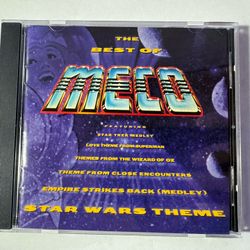 THE
BEST OF
MECO
FEATURING
STAR TREK MEDLEY
LOVE THEME FROM SUPERMAN
THEMES FROM THE WIZARD OF OZ
THEME FROM CLOSE ENCOUNTERS
EMPIRE STRIKES BACK (MEDLEY)
STAR WARS THEME